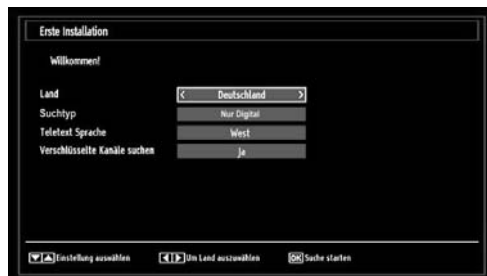 Erste Installation
Willkommen!
Land < Deutschland >
Suchtyp Nur Digital
Teletext Sprache West
Verschlüsselte Kanäle suchen Ja
Einstellung auswählen Um Land auszuwählen OK Suche starten